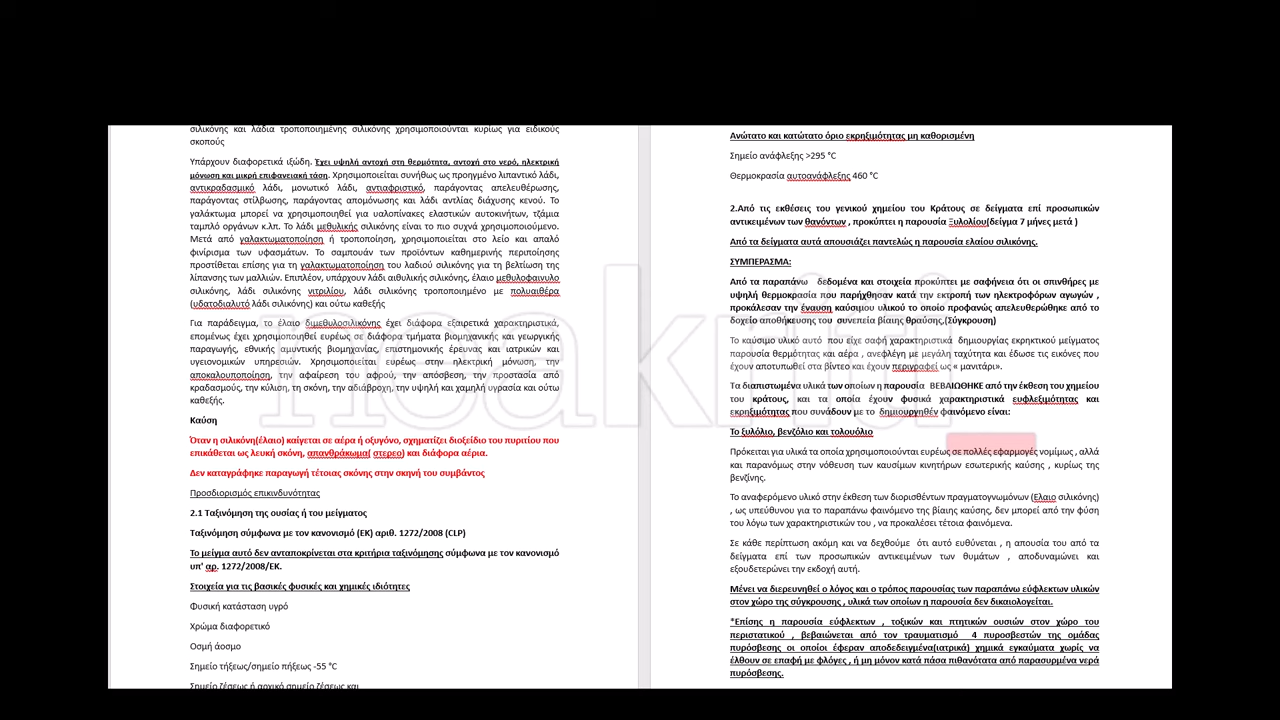 σιλικόνης και λάδια τροποποιημένης σιλικόνης χρησιμοποιούνται κυρίως για ειδικούς
σκοπούς
Υπάρχουν διαφορετικά ιξώδη. Έχει υψηλή αντοχή στη θερμότητα, αντοχή στο νερό, ηλεκτρική
μόνωση και μικρή επιφανειακή τάση. Χρησιμοποιείται συνήθως ως προηγμένο λιπαντικό λάδι,
αντικραδασμικό λάδι, μονωτικό λάδι, αντιαφριστικό, παράγοντας απελευθέρωσης,
παράγοντας στίλβωσης, παράγοντας απομόνωσης και λάδι αντλίας διάχυσης κενού. Το
γαλάκτωμα μπορεί να χρησιμοποιηθεί για υαλοπίνακες ελαστικών αυτοκινήτων, τζάμια
ταμπλό οργάνων κ.λπ. Το λάδι μεθυλικής σιλικόνης είναι το πιο συχνά χρησιμοποιούμενο.
Μετά από γαλακτωματοποίηση ή τροποποίηση, χρησιμοποιείται στο λείο και απαλό
φινίρισμα των υφασμάτων. Το σαμπουάν των προϊόντων καθημερινής περιποίησης
προστίθεται επίσης για τη γαλακτωματοποίηση του λαδιού σιλικόνης για τη βελτίωση της
λίπανσης των μαλλιών. Επιπλέον, υπάρχουν λάδι αιθυλικής σιλικόνης, έλαιο μεθυλοφαινυλο
σιλικόνης, λάδι σιλικόνης νιτριλίου, λάδι σιλικόνης τροποποιημένο με πολυαιθέρα
(υδατοδιαλυτό λάδι σιλικόνης) και ούτω καθεξής
Για παράδειγμα, το έλαιο διμεθυλοσιλικόνης έχει διάφορα εξαιρετικά χαρακτηριστικά,
επομένως έχει χρησιμοποιηθεί ευρέως σε διάφορα τμήματα βιομηχανικής και γεωργικής
παραγωγής, εθνικής αμυντικής βιομηχανίας, επιστημονικής έρευνας και ιατρικών και
υγειονομικών υπηρεσιών. Χρησιμοποιείται ευρέως στην ηλεκτρική μόνωση, την
αποκαλουποποίηση, την αφαίρεση του αφρού, την απόσβεση, την προστασία από
κραδασμούς, την κύλιση, τη σκόνη, την αδιάβροχη, την υψηλή και χαμηλή υγρασία και ούτω
καθεξής.
Καύση
Όταν η σιλικόνη(έλαιο) καίγεται σε αέρα ή οξυγόνο, σχηματίζει διοξείδιο του πυριτίου που
επικάθεται ως λευκή σκόνη, απανθράκωμα( στερεο) και διάφορα αέρια.
Δεν καταγράφηκε παραγωγή τέτοιας σκόνης στην σκηνή του συμβάντος
Προσδιορισμός επικινδυνότητας
2.1 Ταξινόμηση της ουσίας ή του μείγματος
Ταξινόμηση σύμφωνα με τον κανονισμό (ΕΚ) αριθ. 1272/2008 (CLP)
Το μείγμα αυτό δεν ανταποκρίνεται στα κριτήρια ταξινόμησης σύμφωνα με τον κανονισμό
υπ' αρ. 1272/2008/ΕΚ.
Στοιχεία για τις βασικές φυσικές και χημικές ιδιότητες
Φυσική κατάσταση υγρό
Χρώμα διαφορετικό
Οσμή άοσμο
Σημείο τήξεως/σημείο πήξεως -55 °C
Σημείο ζέσεως ή αρχικό σημείο ζέσεως και
Ανώτατο και κατώτατο όριο εκρηξιμότητας μη καθορισμένη
Σημείο ανάφλεξης >295 °C
Θερμοκρασία αυτοανάφλεξης 460 °C
2.Από τις εκθέσεις του γενικού χημείου του Κράτους σε δείγματα επί προσωπικών
αντικειμένων των θανόντων , προκύπτει η παρουσία Ξυλολίου(δείγμα 7 μήνες μετά )
Από τα δείγματα αυτά απουσιάζει παντελώς η παρουσία ελαίου σιλικόνης.
ΣΥΜΠΕΡΑΣΜΑ:
Από τα παραπάνω δεδομένα και στοιχεία προκύπτει με σαφήνεια ότι οι σπινθήρες με
υψηλή θερμοκρασία που παρήχθησαν κατά την εκτροπή των ηλεκτροφόρων αγωγών ,
προκάλεσαν την έναυση καύσιμου υλικού το οποίο προφανώς απελευθερώθηκε από το
δοχείο αποθήκευσης του συνεπεία βίαιης θραύσης.(Σύγκρουση)
Το καύσιμο υλικό αυτό που είχε σαφή χαρακτηριστικά δημιουργίας εκρηκτικού μείγματος
παρουσία θερμότητας και αέρα , ανεφλέγη με μεγάλη ταχύτητα και έδωσε τις εικόνες που
έχουν αποτυπωθεί στα βίντεο και έχουν περιγραφεί ως « μανιτάρι».
Τα διαπιστωμένα υλικά των οποίων η παρουσία ΒΕΒΑΙΩΘΗΚΕ από την έκθεση του χημείου
του κράτους, και τα οποία έχουν φυσικά χαρακτηριστικά ευφλεξιμότητας και
εκρηξιμότητας που συνάδουν με το δημιουργηθέν φαινόμενο είναι:
Το ξυλόλιο, βενζόλιο και τολουόλιο
Πρόκειται για υλικά τα οποία χρησιμοποιούνται ευρέως σε πολλές εφαρμογές νομίμως , αλλά
και παρανόμως στην νόθευση των καυσίμων κινητήρων εσωτερικής καύσης , κυρίως της
βενζίνης.
Το αναφερόμενο υλικό στην έκθεση των διορισθέντων πραγματογνωμόνων (Ελαιο σιλικόνης)
, ως υπεύθυνου για το παραπάνω φαινόμενο της βίαιης καύσης, δεν μπορεί από την φύση
του λόγω των χαρακτηριστικών του , να προκαλέσει τέτοια φαινόμενα.
Σε κάθε περίπτωση ακόμη και να δεχθούμε ότι αυτό ευθύνεται , η απουσία του από τα
δείγματα επί των προσωπικών αντικειμένων των θυμάτων , αποδυναμώνει και
εξουδετερώνει την εκδοχή αυτή.
Μένει να διερευνηθεί ο λόγος και ο τρόπος παρουσίας των παραπάνω εύφλεκτων υλικών
στον χώρο της σύγκρουσης , υλικά των οποίων η παρουσία δεν δικαιολογείται.
*Επίσης η παρουσία εύφλεκτων , τοξικών και πτητικών ουσιών στον χώρο του
περιστατικού , βεβαιώνεται από τον τραυματισμό 4 πυροσβεστών της ομάδας
πυρόσβεσης οι οποίοι έφεραν αποδεδειγμένα(ιατρικά) χημικά εγκαύματα χωρίς να
έλθουν σε επαφή με φλόγες , ή μη μόνον κατά πάσα πιθανότατα από παρασυρμένα νερά
πυρόσβεσης.